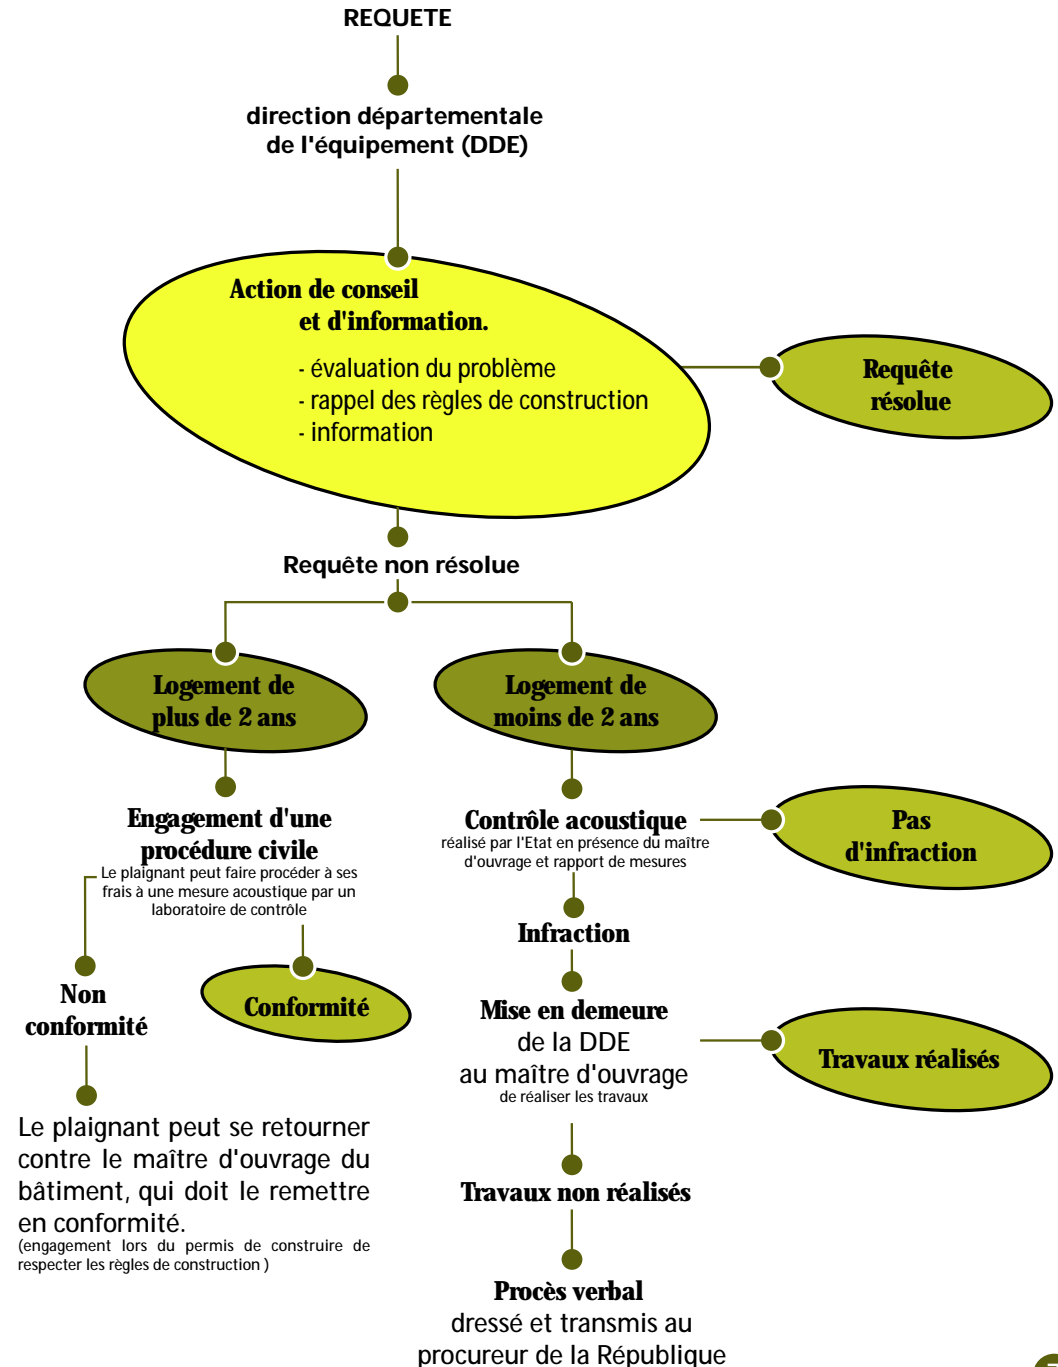 REQUETE
direction départementale
de l'équipement (DDE)
Action de conseil
et d'information.
- évaluation du problème
- rappel des règles de construction
- information
Requête
résolue
Requête non résolue
Logement de
plus de 2 ans
Logement de
moins de 2 ans
Engagement d'une
procédure civile
Le plaignant peut faire procéder à ses
frais à une mesure acoustique par un
laboratoire de contrôle
Contrôle acoustique
réalisé par l'Etat en présence du maître
d'ouvrage et rapport de mesures
Pas
d'infraction
Infraction
Non
conformité
Conformité
Mise en demeure
de la DDE
au maître d'ouvrage
de réaliser les travaux
Travaux réalisés
Le plaignant peut se retourner
contre le maître d'ouvrage du
bâtiment, qui doit le remettre
en conformité.
(engagement lors du permis de construire de
respecter les règles de construction )
Travaux non réalisés
Procès verbal
dressé et transmis au
procureur de la République